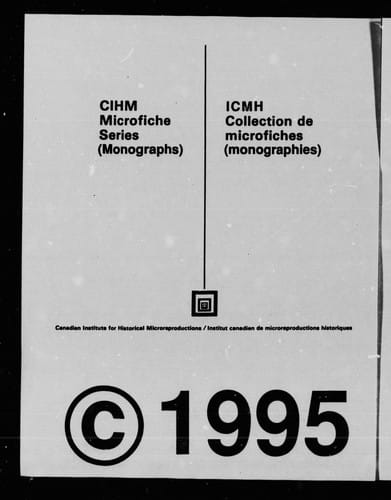 CIHM
Microfiche
Series
(Monographs)
ICMH
Collection de
microfiches
(monographies)
Canadian Institute for Historical Microreproductions / Institut canadien de microreproductions historiques
© 1995